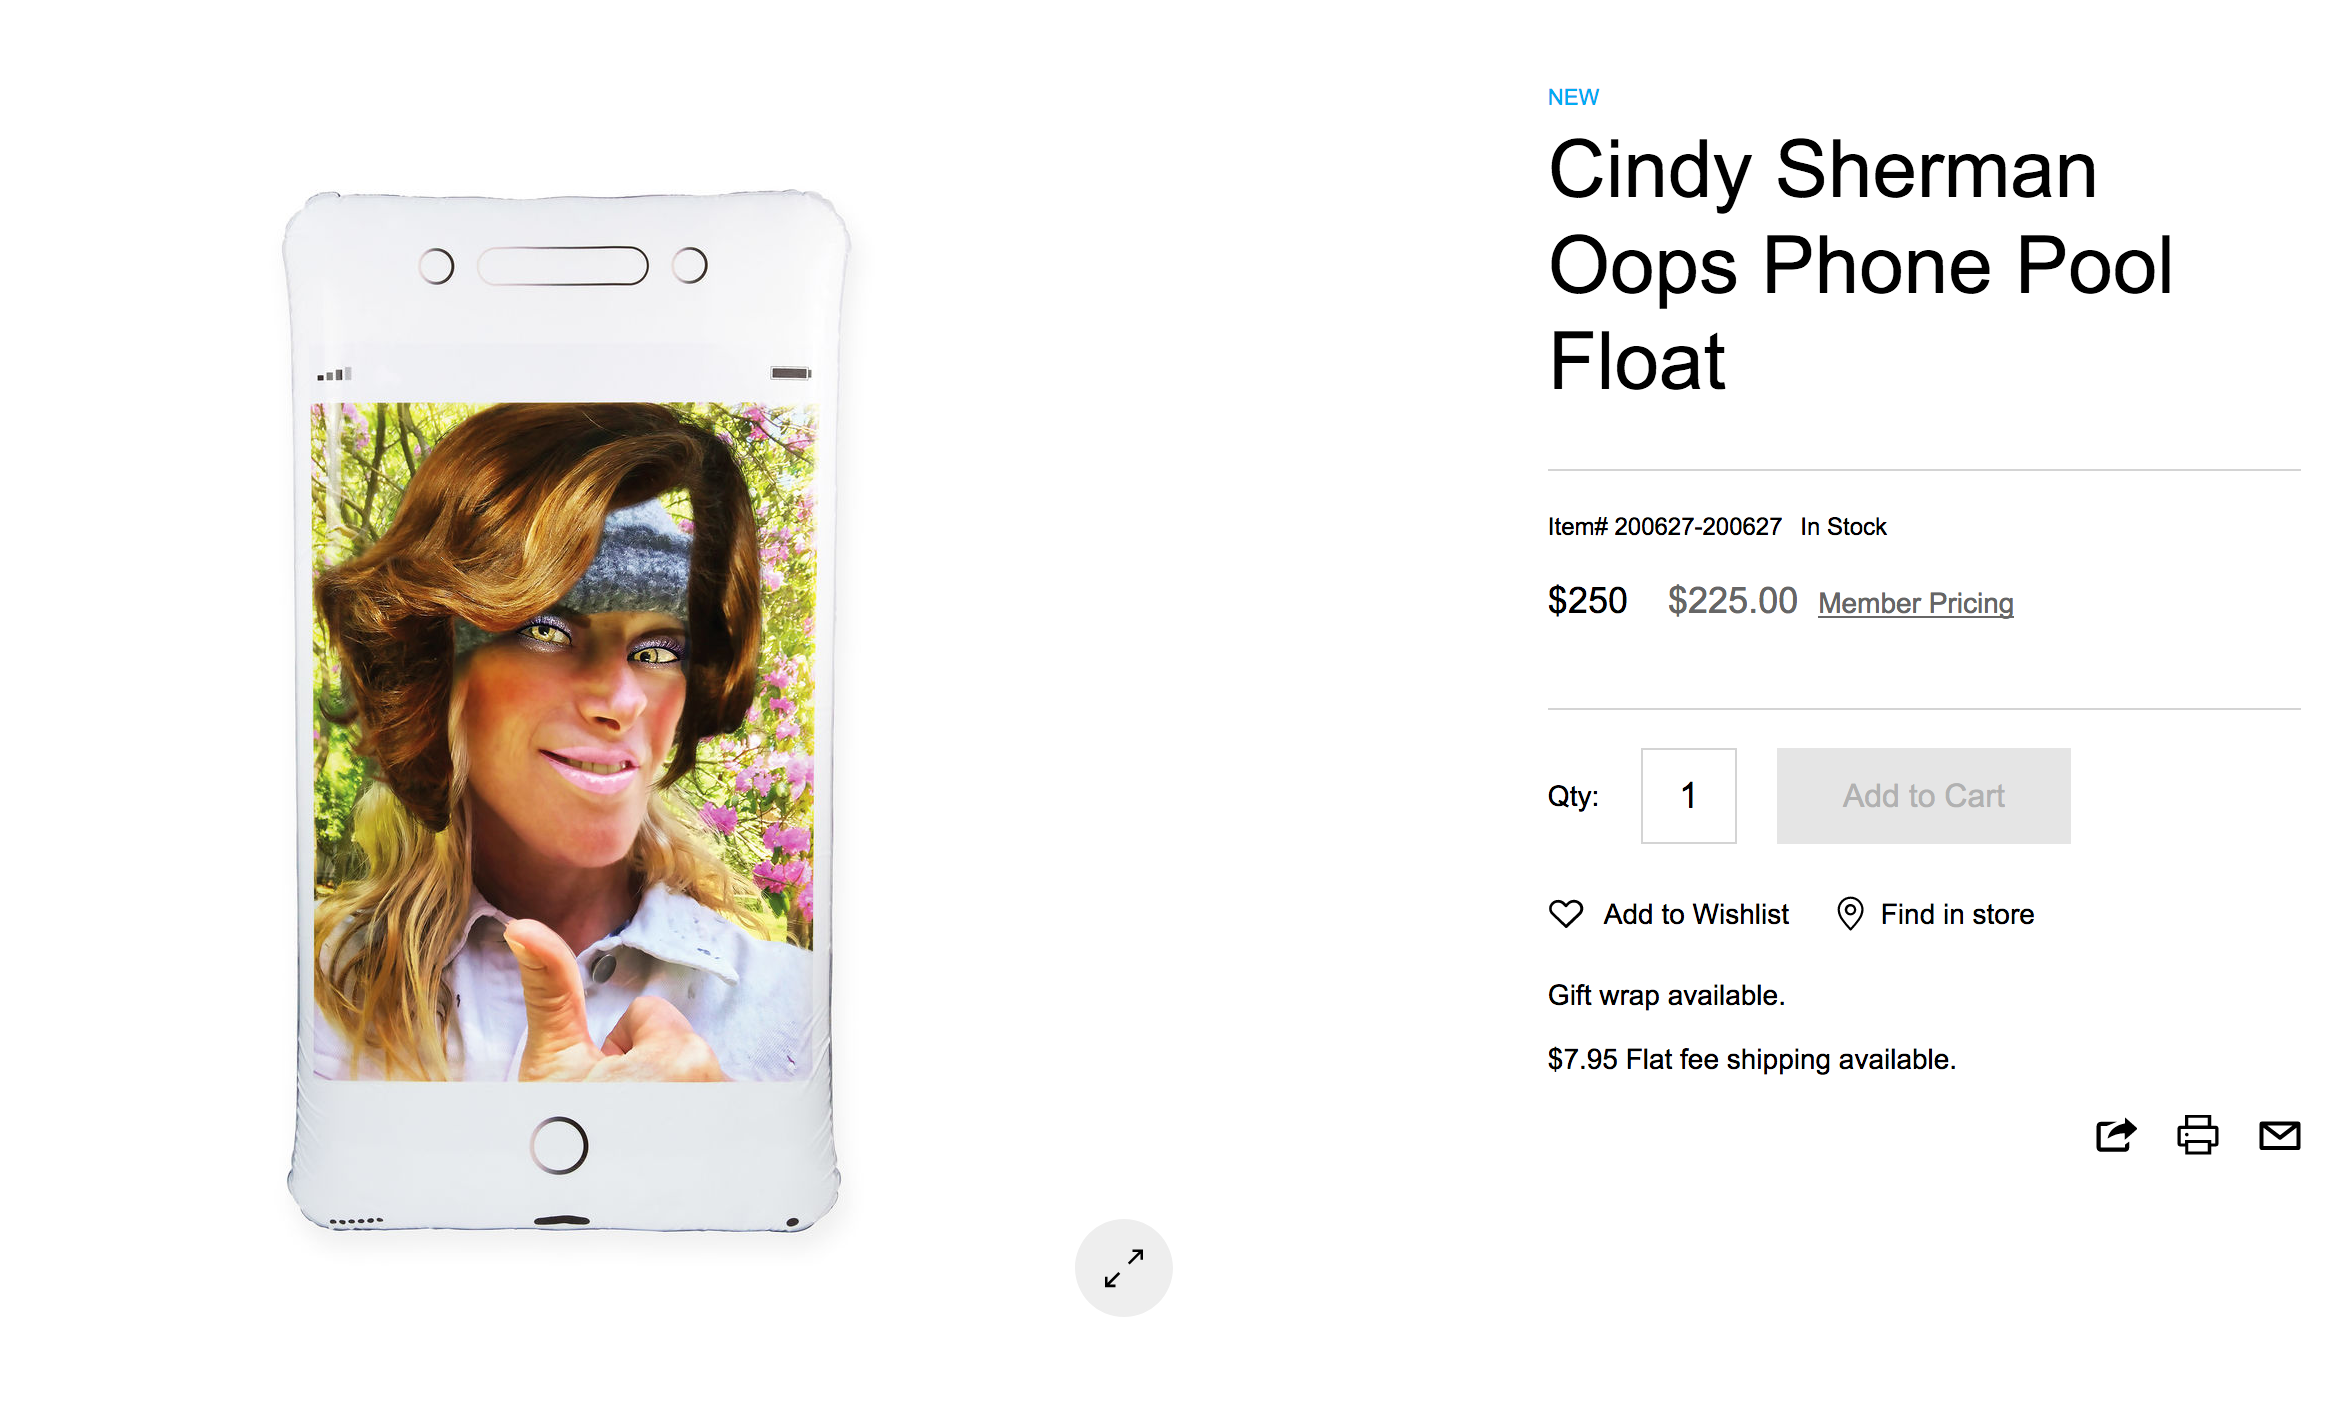 NEW
Cindy Sherman
Oops Phone Pool
Float
Item# 200627-200627 In Stock
$250 $225.00 Member Pricing
Qty: 1 Add to Cart
Add to Wishlist Find in store
Gift wrap available.
$7.95 Flat fee shipping available.